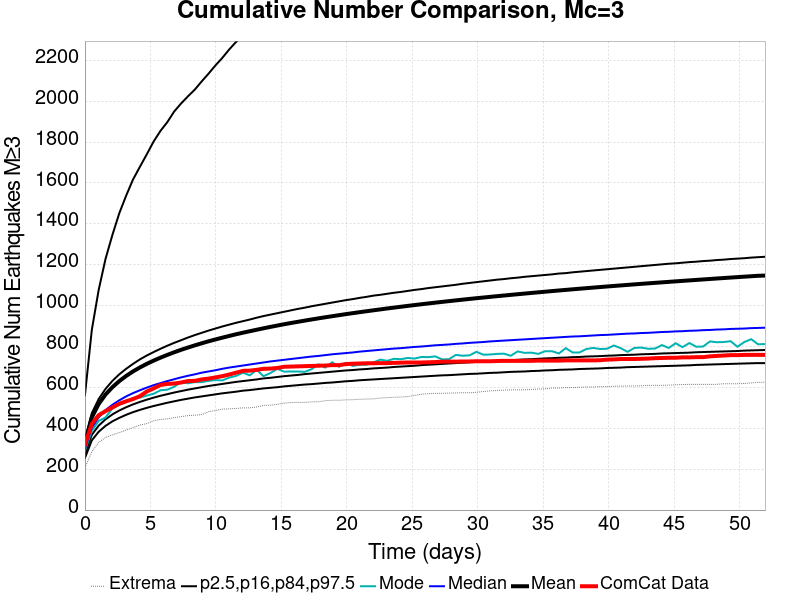 Cumulative Number Comparison, Mc=3
Cumulative Num Earthquakes M≥3
2200
2000
1800
1600
1400
1200
1000
800
600
400
200
0
0 5 10 15 20 25 30 35 40 45 50
Time (days)
Extrema p2.5,p16,p84,p97.5 Mode Median Mean ComCat Data